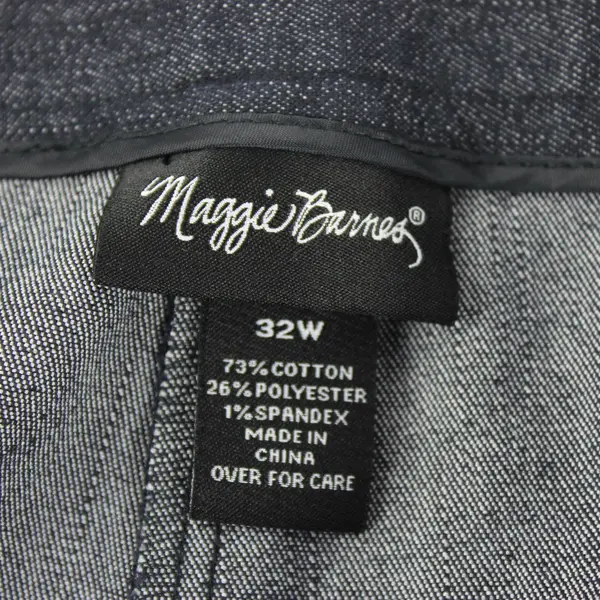 Maggie Barnes®
32W
73% COTTON
26% POLYESTER
1% SPANDEX
MADE IN
CHINA
OVER FOR CARE